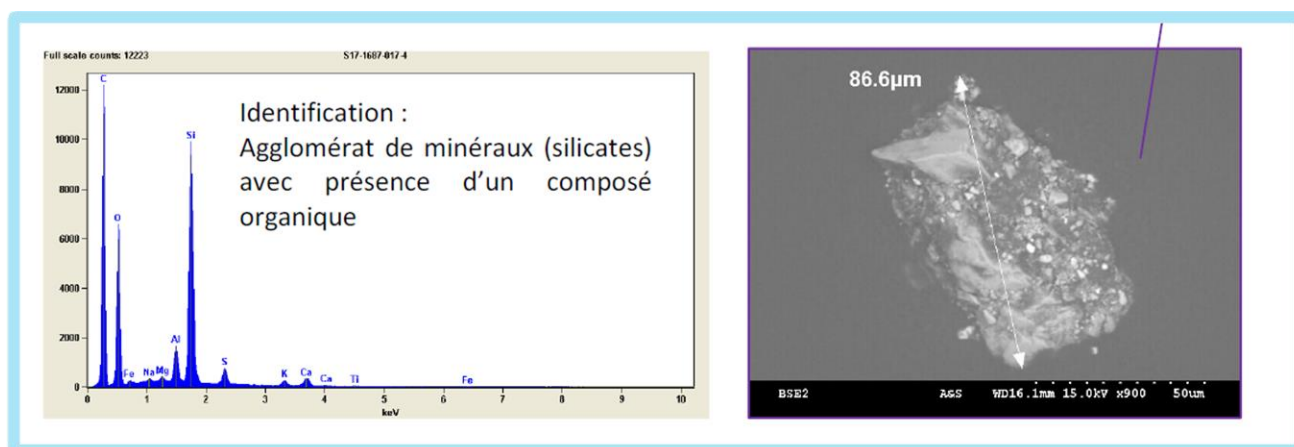 Full scale counts: 12223
S17-1687-017-4
12000
10000
8000
6000
4000
2000
0
C
O
Fe
Na
Mg
Al
Si
S
K
Ca
Ca
Ti
Fe
0
1
2
3
4
5
6
7
8
9
10
keV
Identification :
Agglomérat de minéraux (silicates)
avec présence d'un composé
organique
86.6µm
BSE2 A&S WD16.1mm 15.0kV x900 50um